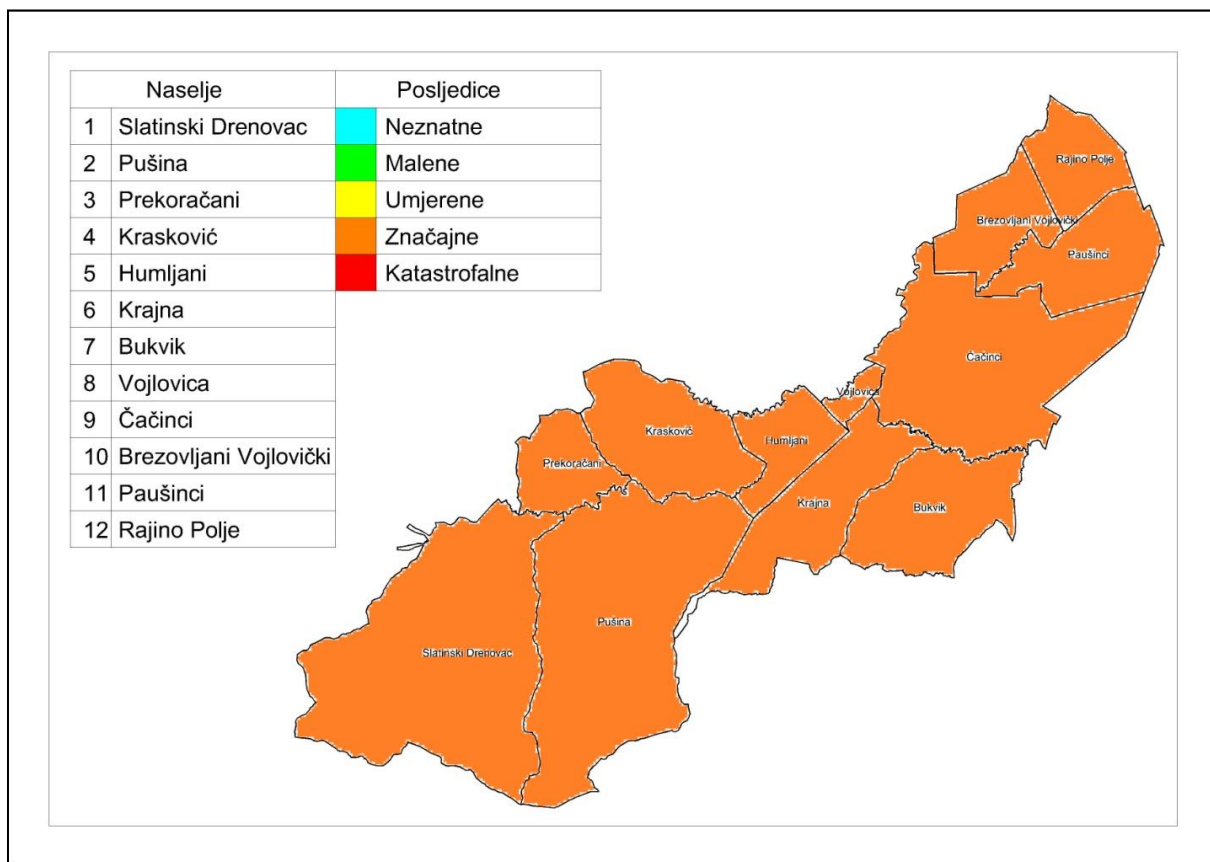 Naselje Posljedice
1 Slatinski Drenovac Neznatne
2 Pušina Malene
3 Prekoračani Umjerene
4 Krasković Značajne
5 Humljani Katastrofalne
6 Krajna
7 Bukvik
8 Vojlovica
9 Čačinci
10 Brezovljani Vojlovički
11 Paušinci
12 Rajino Polje
Rajino Polje
Brezovljani Vojlovički
Paušinci
Čačinci
Vojlovica
Krasković
Humljani
Prekoračani
Krajna
Bukvik
Pušina
Slatinski Drenovac